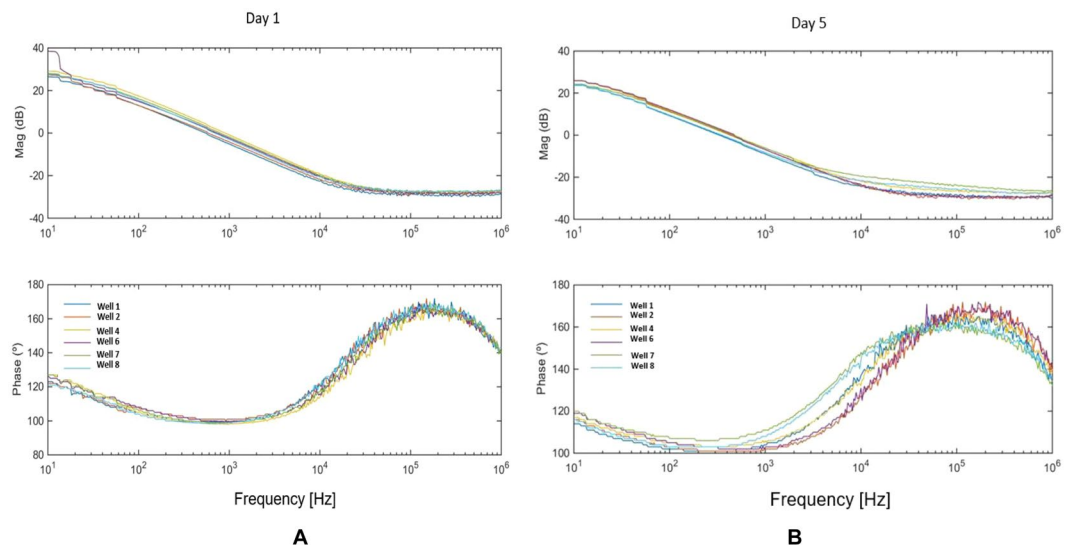 Day 1
Day 5
40
20
0
-20
-40
Mag (dB)
10^1 10^2 10^3 10^4 10^5 10^6
40
20
0
-20
-40
Mag (dB)
10^1 10^2 10^3 10^4 10^5 10^6
180
160
140
120
100
80
Phase (º)
Well 1
Well 2
Well 4
Well 6
Well 7
Well 8
10^1 10^2 10^3 10^4 10^5 10^6
Frequency [Hz]
A
180
160
140
120
100
Phase (º)
Well 1
Well 2
Well 4
Well 6
Well 7
Well 8
10^1 10^2 10^3 10^4 10^5 10^6
Frequency [Hz]
B